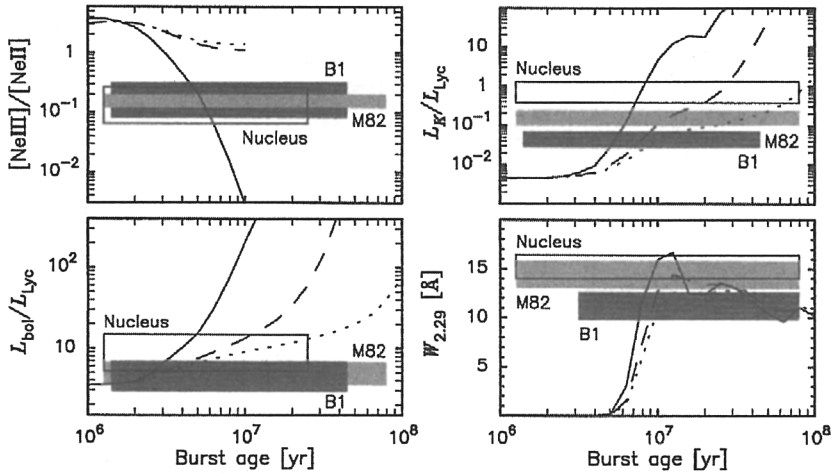 [NeIII]/[NeII]
1
10⁻¹
10⁻²
B1
M82
Nucleus
L_K/L_Lyc
10
1
10⁻¹
10⁻²
Nucleus
M82
B1
L_bol/L_Lyc
10²
10
Nucleus
M82
B1
10⁶
10⁷
10⁸
Burst age [yr]
W_2.29 [Å]
15
10
5
Nucleus
M82
B1
10⁶
10⁷
10⁸
Burst age [yr]